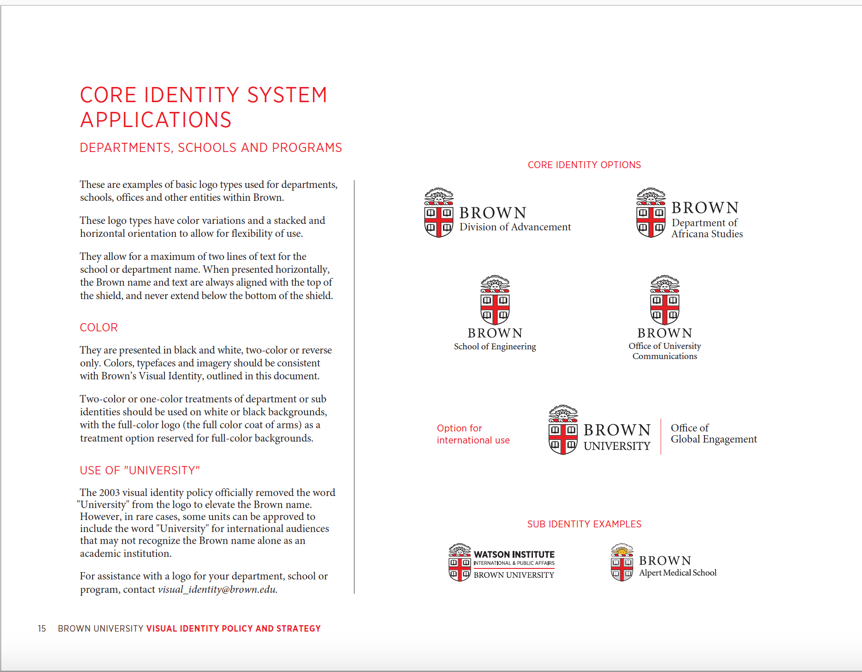 CORE IDENTITY SYSTEM
APPLICATIONS
DEPARTMENTS, SCHOOLS AND PROGRAMS
These are examples of basic logo types used for departments,
schools, offices and other entities within Brown.
These logo types have color variations and a stacked and
horizontal orientation to allow for flexibility of use.
They allow for a maximum of two lines of text for the
school or department name. When presented horizontally,
the Brown name and text are always aligned with the top of
the shield, and never extend below the bottom of the shield.
COLOR
They are presented in black and white, two-color or reverse
only. Colors, typefaces and imagery should be consistent
with Brown's Visual Identity, outlined in this document.
Two-color or one-color treatments of department or sub
identities should be used on white or black backgrounds,
with the full-color logo (the full color coat of arms) as a
treatment option reserved for full-color backgrounds.
USE OF "UNIVERSITY"
The 2003 visual identity policy officially removed the word
"University" from the logo to elevate the Brown name.
However, in rare cases, some units can be approved to
include the word "University" for international audiences
that may not recognize the Brown name alone as an
academic institution.
For assistance with a logo for your department, school or
program, contact visual_identity@brown.edu.
CORE IDENTITY OPTIONS
BROWN
Division of Advancement
BROWN
Department of
Africana Studies
BROWN
School of Engineering
BROWN
Office of University
Communications
Option for
international use
BROWN
UNIVERSITY
Office of
Global Engagement
SUB IDENTITY EXAMPLES
WATSON INSTITUTE
INTERNATIONAL & PUBLIC AFFAIRS
BROWN UNIVERSITY
BROWN
Alpert Medical School
15 BROWN UNIVERSITY VISUAL IDENTITY POLICY AND STRATEGY